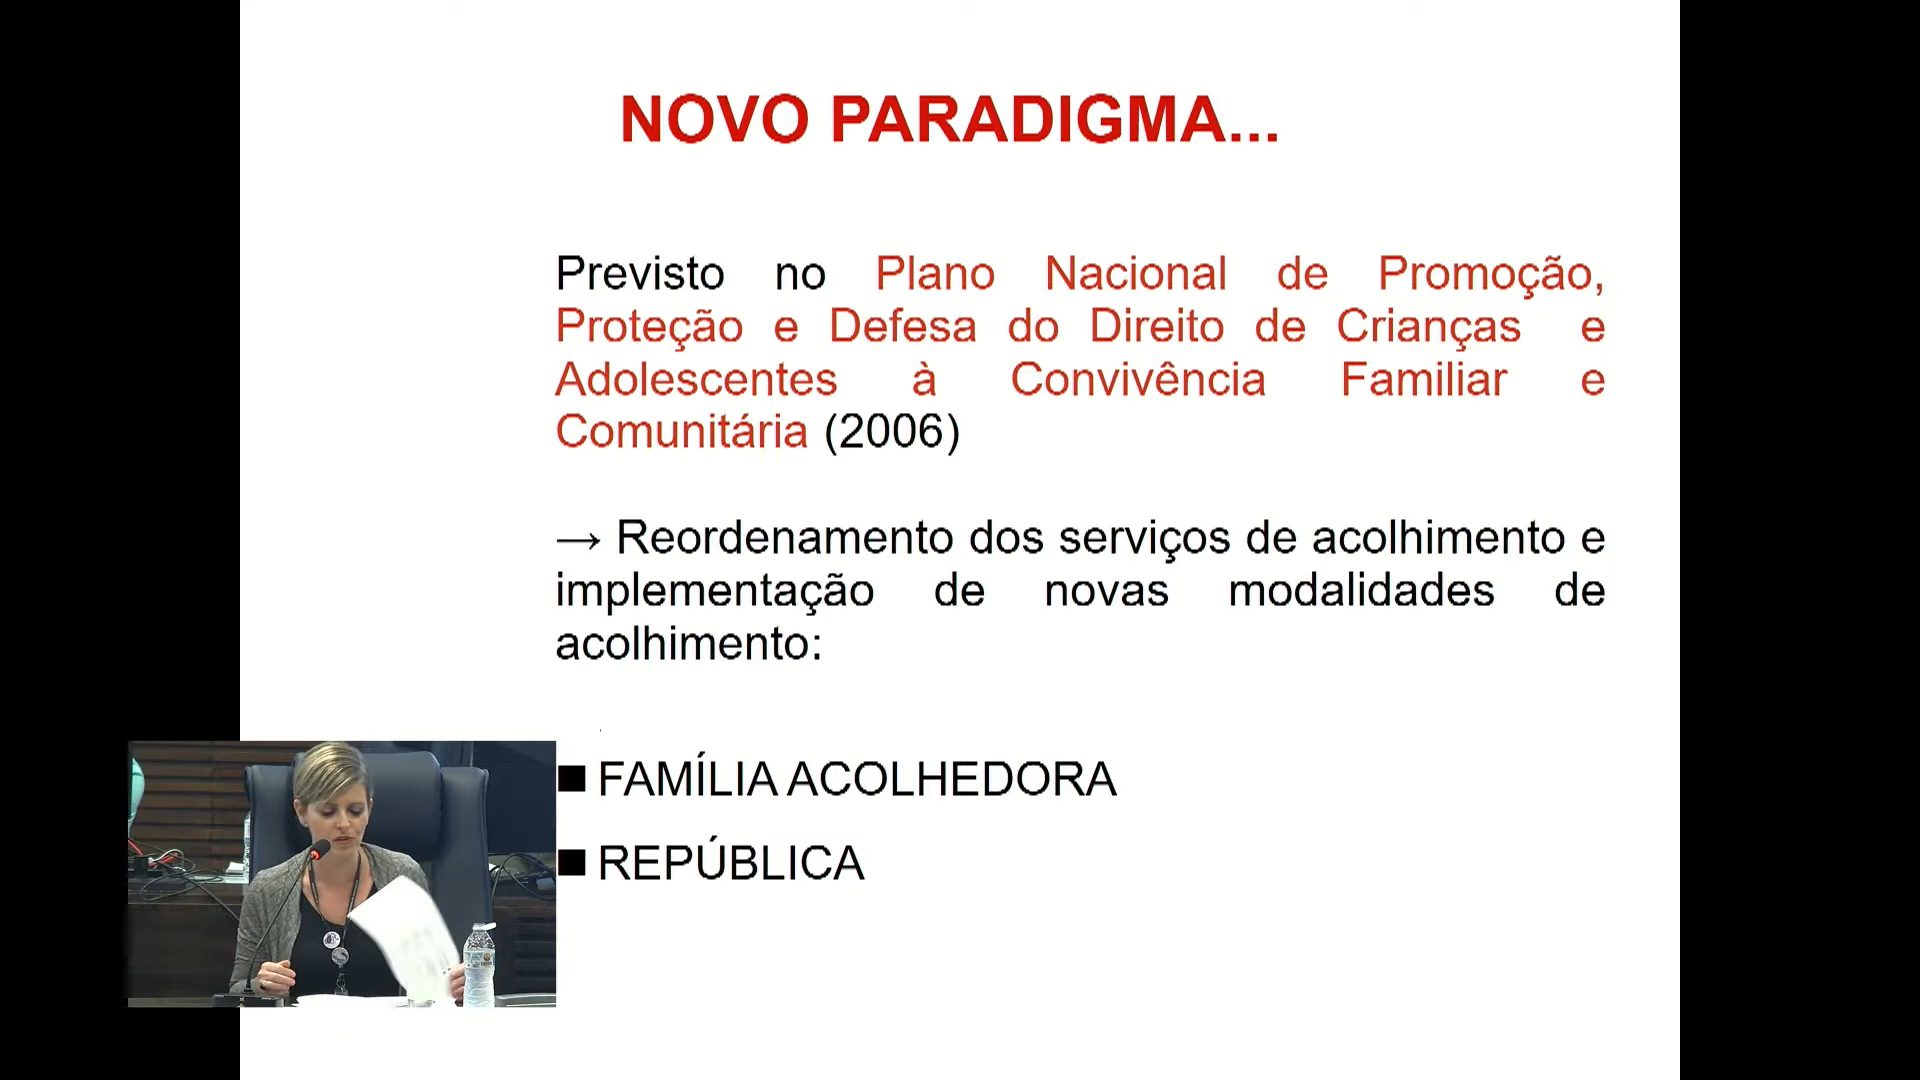 NOVO PARADIGMA...
Previsto no Plano Nacional de Promoção,
Proteção e Defesa do Direito de Crianças e
Adolescentes à Convivência Familiar e
Comunitária (2006)
→ Reordenamento dos serviços de acolhimento e
implementação de novas modalidades de
acolhimento:
■ FAMÍLIA ACOLHEDORA
■ REPÚBLICA